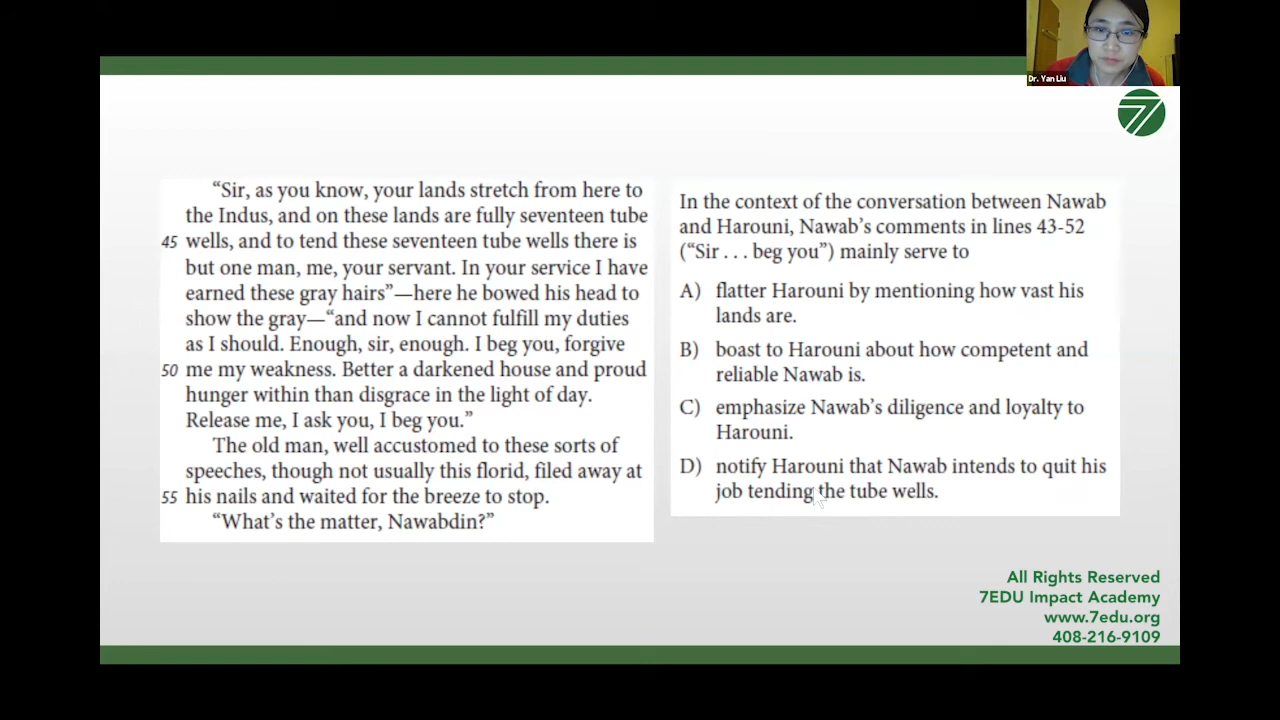 Dr. Yan Liu
7
“Sir, as you know, your lands stretch from here to
the Indus, and on these lands are fully seventeen tube
45 wells, and to tend these seventeen tube wells there is
but one man, me, your servant. In your service I have
earned these gray hairs”—here he bowed his head to
show the gray—“and now I cannot fulfill my duties
as I should. Enough, sir, enough. I beg you, forgive
50 me my weakness. Better a darkened house and proud
hunger within than disgrace in the light of day.
Release me, I ask you, I beg you.”
The old man, well accustomed to these sorts of
speeches, though not usually this florid, filed away at
55 his nails and waited for the breeze to stop.
“What’s the matter, Nawabdin?”
In the context of the conversation between Nawab
and Harouni, Nawab’s comments in lines 43-52
(“Sir . . . beg you”) mainly serve to
A) flatter Harouni by mentioning how vast his
lands are.
B) boast to Harouni about how competent and
reliable Nawab is.
C) emphasize Nawab’s diligence and loyalty to
Harouni.
D) notify Harouni that Nawab intends to quit his
job tending the tube wells.
All Rights Reserved
7EDU Impact Academy
www.7edu.org
408-216-9109